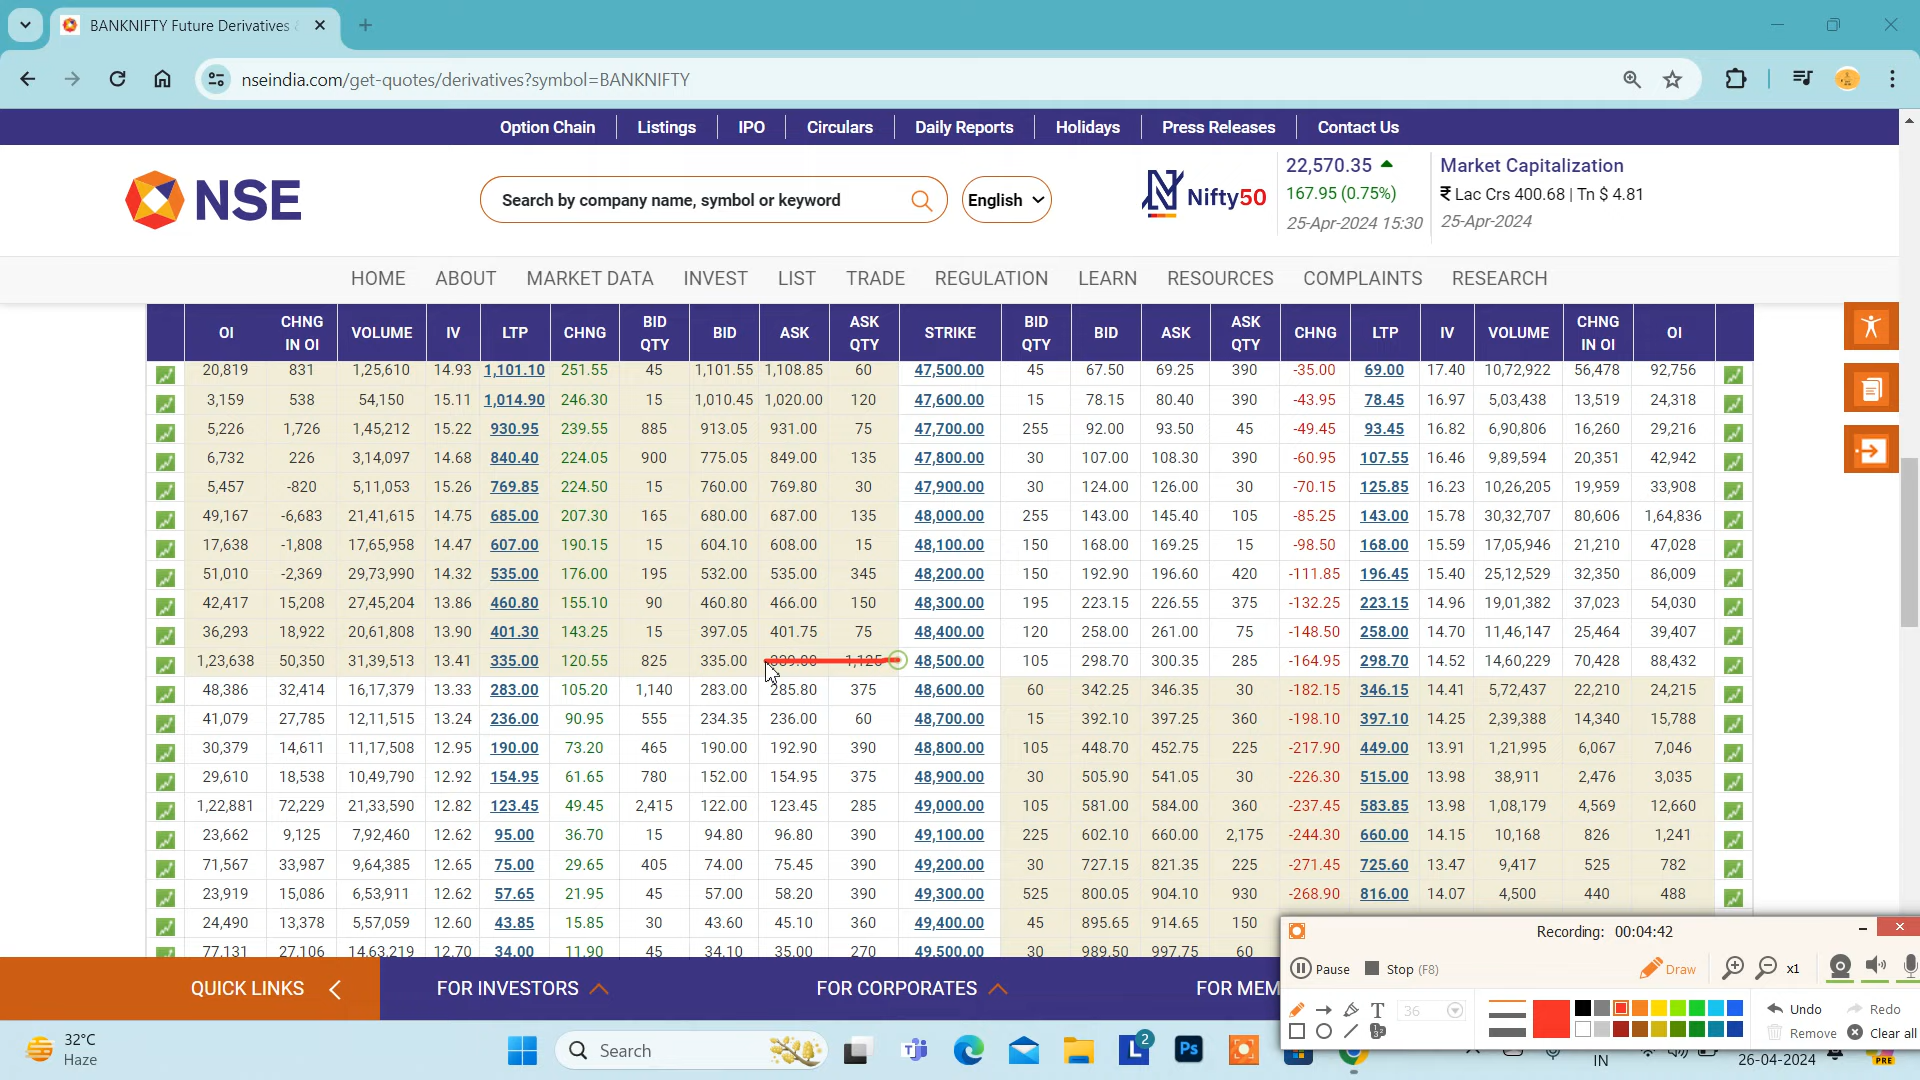 BANKNIFTY Future Derivatives
nseindia.com/get-quotes/derivatives?symbol=BANKNIFTY
Option Chain Listings IPO Circulars Daily Reports Holidays Press Releases Contact Us
NSE
Search by company name, symbol or keyword
English
Nifty50
22,570.35
167.95 (0.75%)
25-Apr-2024 15:30
Market Capitalization
₹ Lac Crs 400.68 | Tn $ 4.81
25-Apr-2024
HOME ABOUT MARKET DATA INVEST LIST TRADE REGULATION LEARN RESOURCES COMPLAINTS RESEARCH
OI CHNG IN OI VOLUME IV LTP CHNG BID QTY BID ASK ASK QTY STRIKE BID QTY BID ASK ASK QTY CHNG LTP IV VOLUME CHNG IN OI OI
20,819 831 1,25,610 14.93 1,101.10 251.55 45 1,101.55 1,108.85 60 47,500.00 45 67.50 69.25 390 -35.00 69.00 17.40 10,72,922 56,478 92,756
3,159 538 54,150 15.11 1,014.90 246.30 15 1,010.45 1,020.00 120 47,600.00 15 78.15 80.40 390 -43.95 78.45 16.97 5,03,438 13,519 24,318
5,226 1,726 1,45,212 15.22 930.95 239.55 885 913.05 931.00 75 47,700.00 255 92.00 93.50 45 -49.45 93.45 16.82 6,90,806 16,260 29,216
6,732 226 3,14,097 14.68 840.40 224.05 900 775.05 849.00 135 47,800.00 30 107.00 108.30 390 -60.95 107.55 16.46 9,89,594 20,351 42,942
5,457 -820 5,11,053 15.26 769.85 224.50 15 760.00 769.80 30 47,900.00 30 124.00 126.00 30 -70.15 125.85 16.23 10,26,205 19,959 33,908
49,167 -6,683 21,41,615 14.75 685.00 207.30 165 680.00 687.00 135 48,000.00 255 143.00 145.40 105 -85.25 143.00 15.78 30,32,707 80,606 1,64,836
17,638 -1,808 17,65,958 14.47 607.00 190.15 15 604.10 608.00 15 48,100.00 150 168.00 169.25 15 -98.50 168.00 15.59 17,05,946 21,210 47,028
51,010 -2,369 29,73,990 14.32 535.00 176.00 195 532.00 535.00 345 48,200.00 150 192.90 196.60 420 -111.85 196.45 15.40 25,12,529 32,350 86,009
42,417 15,208 27,45,204 13.86 460.80 155.10 90 460.80 466.00 150 48,300.00 195 223.15 226.55 375 -132.25 223.15 14.96 19,01,382 37,023 54,030
36,293 18,922 20,61,808 13.90 401.30 143.25 15 397.05 401.75 75 48,400.00 120 258.00 261.00 75 -148.50 258.00 14.70 11,46,147 25,464 39,407
1,23,638 50,350 31,39,513 13.41 335.00 120.55 825 335.00 48,500.00 105 298.70 300.35 285 -164.95 298.70 14.52 14,60,229 70,428 88,432
48,386 32,414 16,17,379 13.33 283.00 105.20 1,140 283.00 285.80 375 48,600.00 60 342.25 346.35 30 -182.15 346.15 14.41 5,72,437 22,210 24,215
41,079 27,785 12,11,515 13.24 236.00 90.95 555 234.35 236.00 60 48,700.00 15 392.10 397.25 360 -198.10 397.10 14.25 2,39,388 14,340 15,788
30,379 14,611 11,17,508 12.95 190.00 73.20 465 190.00 192.90 390 48,800.00 105 448.70 452.75 225 -217.90 449.00 13.91 1,21,995 6,067 7,046
29,610 18,538 10,49,790 12.92 154.95 61.65 780 152.00 154.95 375 48,900.00 30 505.90 541.05 30 -226.30 515.00 13.98 38,911 2,476 3,035
1,22,881 72,229 21,33,590 12.82 123.45 49.45 2,415 122.00 123.45 285 49,000.00 105 581.00 584.00 360 -237.45 583.85 13.98 1,08,179 4,569 12,660
23,662 9,125 7,92,460 12.62 95.00 36.70 15 94.80 96.80 390 49,100.00 225 602.10 660.00 2,175 -244.30 660.00 14.15 10,168 826 1,241
71,567 33,987 9,64,385 12.65 75.00 29.65 405 74.00 75.45 390 49,200.00 30 727.15 821.35 225 -271.45 725.60 13.47 9,417 525 782
23,919 15,086 6,53,911 12.62 57.65 21.95 45 57.00 58.20 390 49,300.00 525 800.05 904.10 930 -268.90 816.00 14.07 4,500 440 488
24,490 13,378 5,57,059 12.60 43.85 15.85 30 43.60 45.10 360 49,400.00 45 895.65 914.65 150
77,131 27,106 14,63,219 12.70 34.00 11.90 45 34.10 35.00 270 49,500.00 30 989.50 997.75 60
Recording: 00:04:42
Pause Stop (F8) Draw x1
T 36 Undo Redo
Remove Clear all
QUICK LINKS FOR INVESTORS FOR CORPORATES FOR MEM
32°C
Haze
Search
2
Ps
IN
26-04-2024
PRE